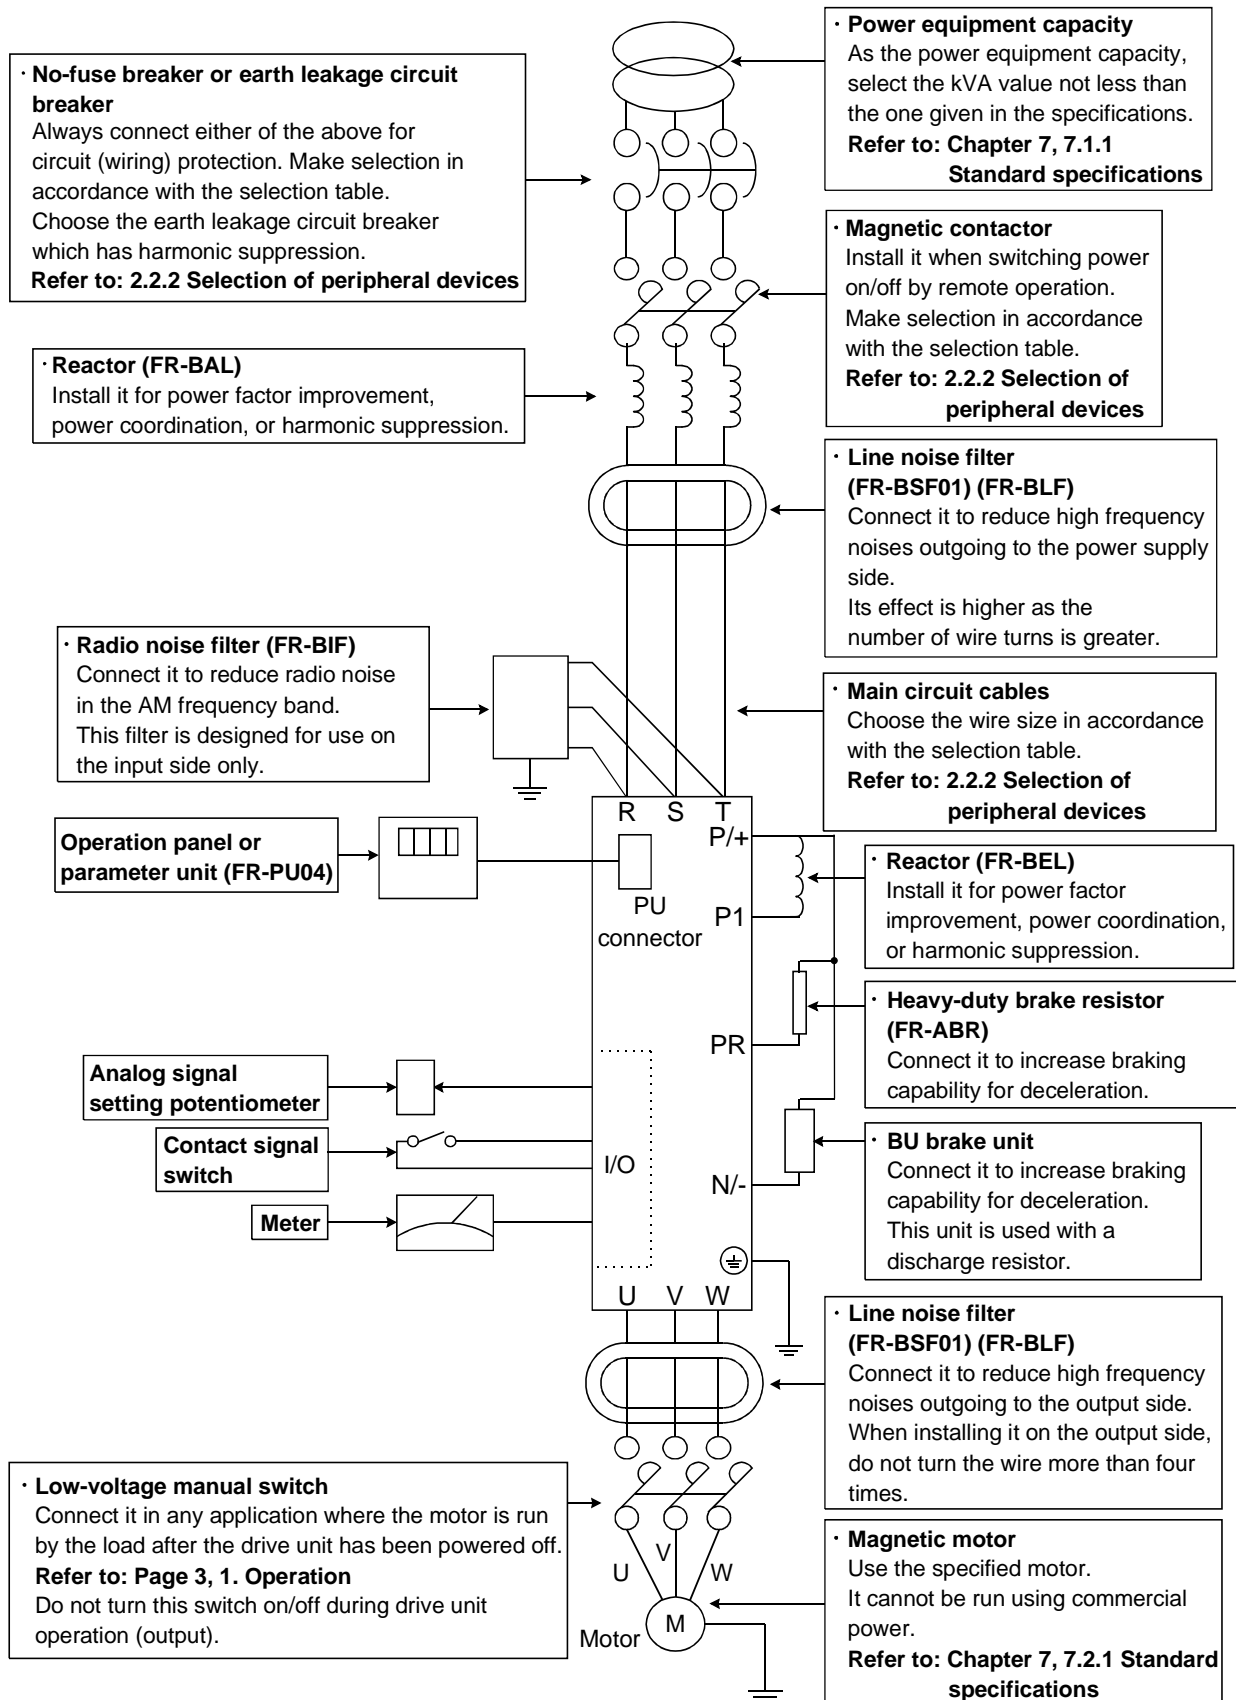 · Power equipment capacity
As the power equipment capacity,
select the kVA value not less than
the one given in the specifications.
Refer to: Chapter 7, 7.1.1
Standard specifications
· No-fuse breaker or earth leakage circuit
breaker
Always connect either of the above for
circuit (wiring) protection. Make selection in
accordance with the selection table.
Choose the earth leakage circuit breaker
which has harmonic suppression.
Refer to: 2.2.2 Selection of peripheral devices
· Magnetic contactor
Install it when switching power
on/off by remote operation.
Make selection in accordance
with the selection table.
Refer to: 2.2.2 Selection of
peripheral devices
· Reactor (FR-BAL)
Install it for power factor improvement,
power coordination, or harmonic suppression.
· Line noise filter
(FR-BSF01) (FR-BLF)
Connect it to reduce high frequency
noises outgoing to the power supply
side.
Its effect is higher as the
number of wire turns is greater.
· Radio noise filter (FR-BIF)
Connect it to reduce radio noise
in the AM frequency band.
This filter is designed for use on
the input side only.
· Main circuit cables
Choose the wire size in accordance
with the selection table.
Refer to: 2.2.2 Selection of
peripheral devices
R S T
Operation panel or
parameter unit (FR-PU04)
PU
connector
P/+
P1
· Reactor (FR-BEL)
Install it for power factor
improvement, power coordination,
or harmonic suppression.
PR
· Heavy-duty brake resistor
(FR-ABR)
Connect it to increase braking
capability for deceleration.
Analog signal
setting potentiometer
Contact signal
switch
Meter
I/O
N/-
· BU brake unit
Connect it to increase braking
capability for deceleration.
This unit is used with a
discharge resistor.
U V W
· Line noise filter
(FR-BSF01) (FR-BLF)
Connect it to reduce high frequency
noises outgoing to the output side.
When installing it on the output side,
do not turn the wire more than four
times.
· Low-voltage manual switch
Connect it in any application where the motor is run
by the load after the drive unit has been powered off.
Refer to: Page 3, 1. Operation
Do not turn this switch on/off during drive unit
operation (output).
U V W
Motor M
· Magnetic motor
Use the specified motor.
It cannot be run using commercial
power.
Refer to: Chapter 7, 7.2.1 Standard
specifications